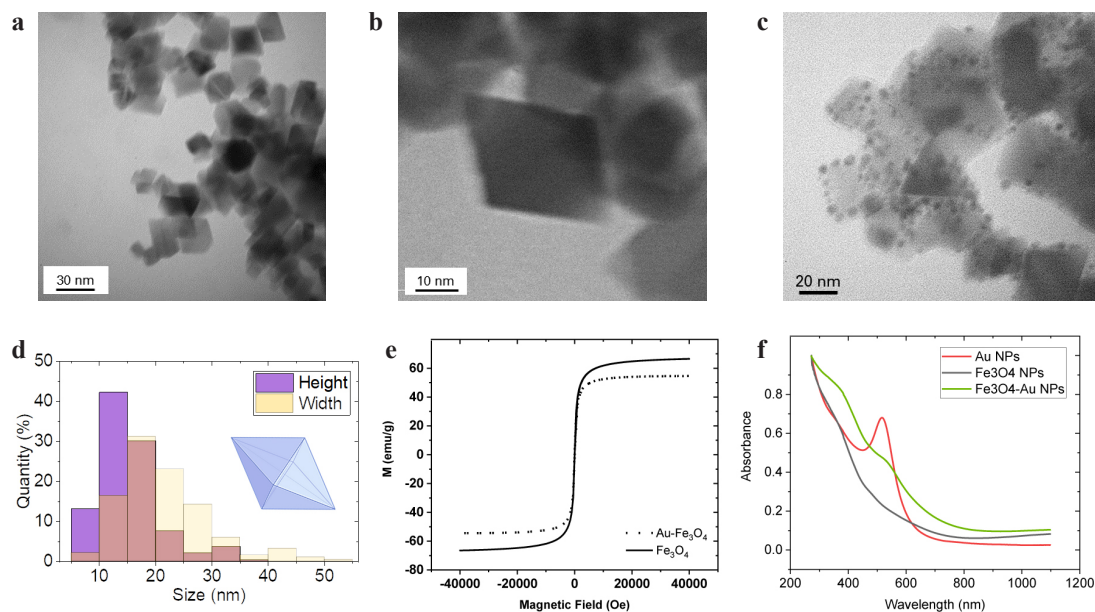 a
b
c
30 nm
10 nm
20 nm
d
50
40
30
20
10
0
Quantity (%)
10 20 30 40 50
Size (nm)
Height
Width
e
60
40
20
0
-20
-40
-60
M (emu/g)
-40000 -20000 0 20000 40000
Magnetic Field (Oe)
Au-Fe₃O₄
Fe₃O₄
f
1.0
0.8
0.6
0.4
0.2
0.0
Absorbance
200 400 600 800 1000
Wavelength (nm)
Au NPs
Fe3O4 NPs
Fe3O4-Au NPs